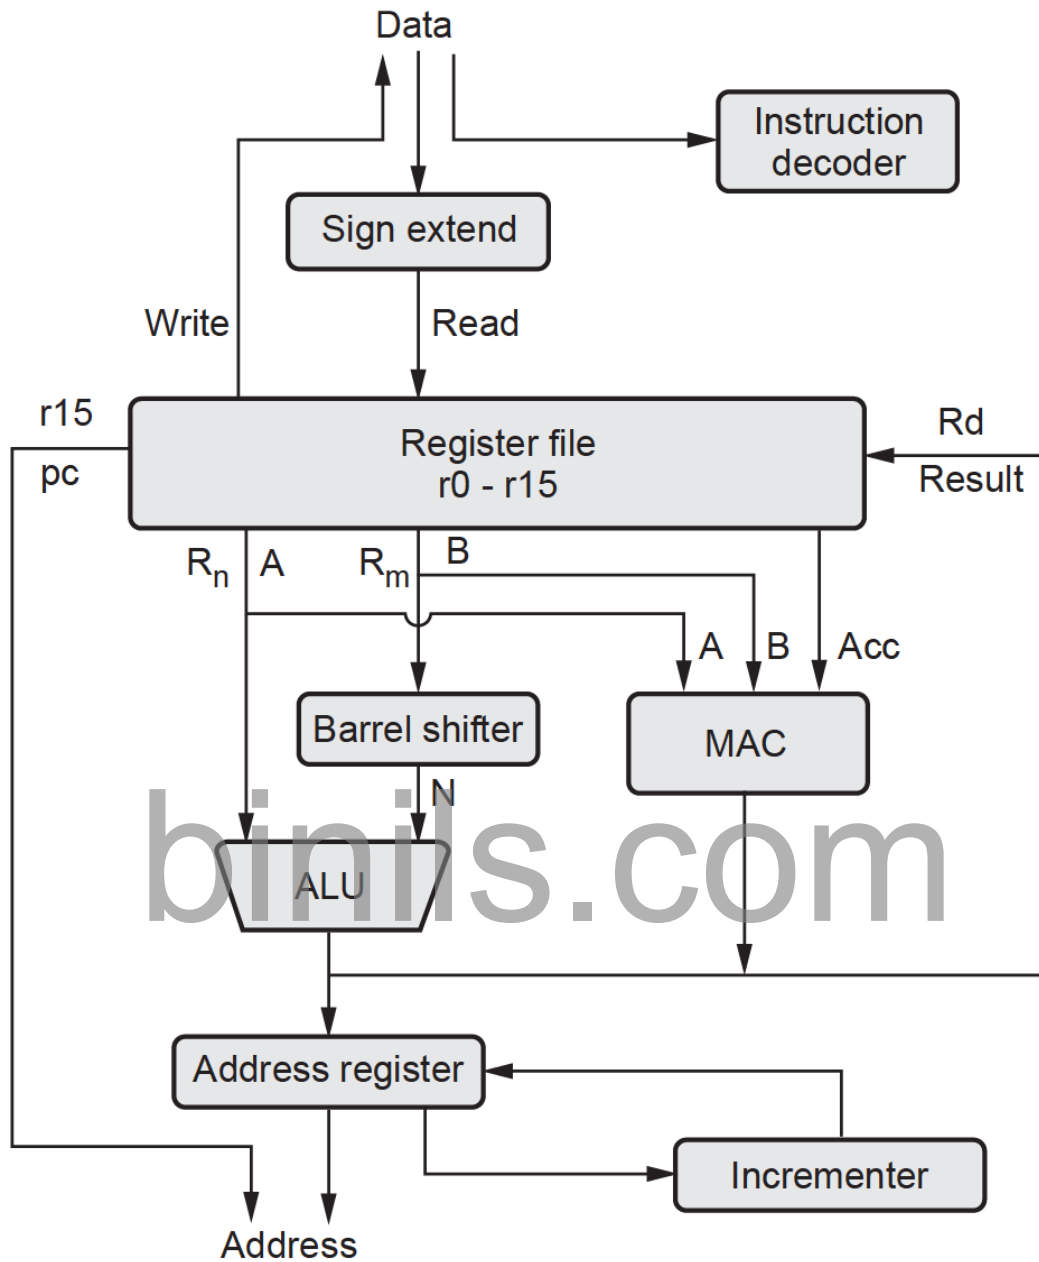 Data
Instruction
decoder
Sign extend
Write
Read
r15
pc
Register file
r0 - r15
Rd
Result
Rn
A
Rm
B
A
B
Acc
Barrel shifter
MAC
N
binils.com
ALU
Address register
Incrementer
Address